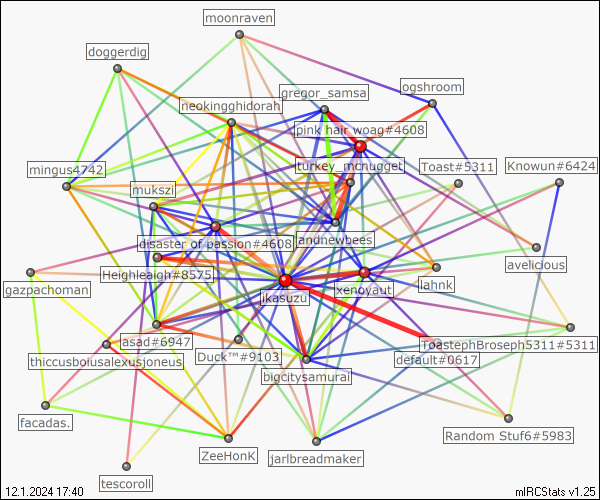 moonraven
doggerdig
ogshroom
gregor_samsa
neokingghidorah
pink hair woag#4608
turkey_mcnugget
Toast#5311
Knowun#6424
mingus4742
mukszi
andnewbees
disaster of passion#4608
avelicious
Heighleaigh#8575
llahnk
gazpachoman
jikasuzu
xenoyaut
asad#6947
ToastephBroseph5311#5311
thiccusboiusalexusjoneus
Duck™#9103
default#0617
bigcitysamurai
facadas.
Random Stuf6#5983
ZeeHonK
jarlbreadmaker
tescoroll
12.1.2024 17:40
mIRCStats v1.25